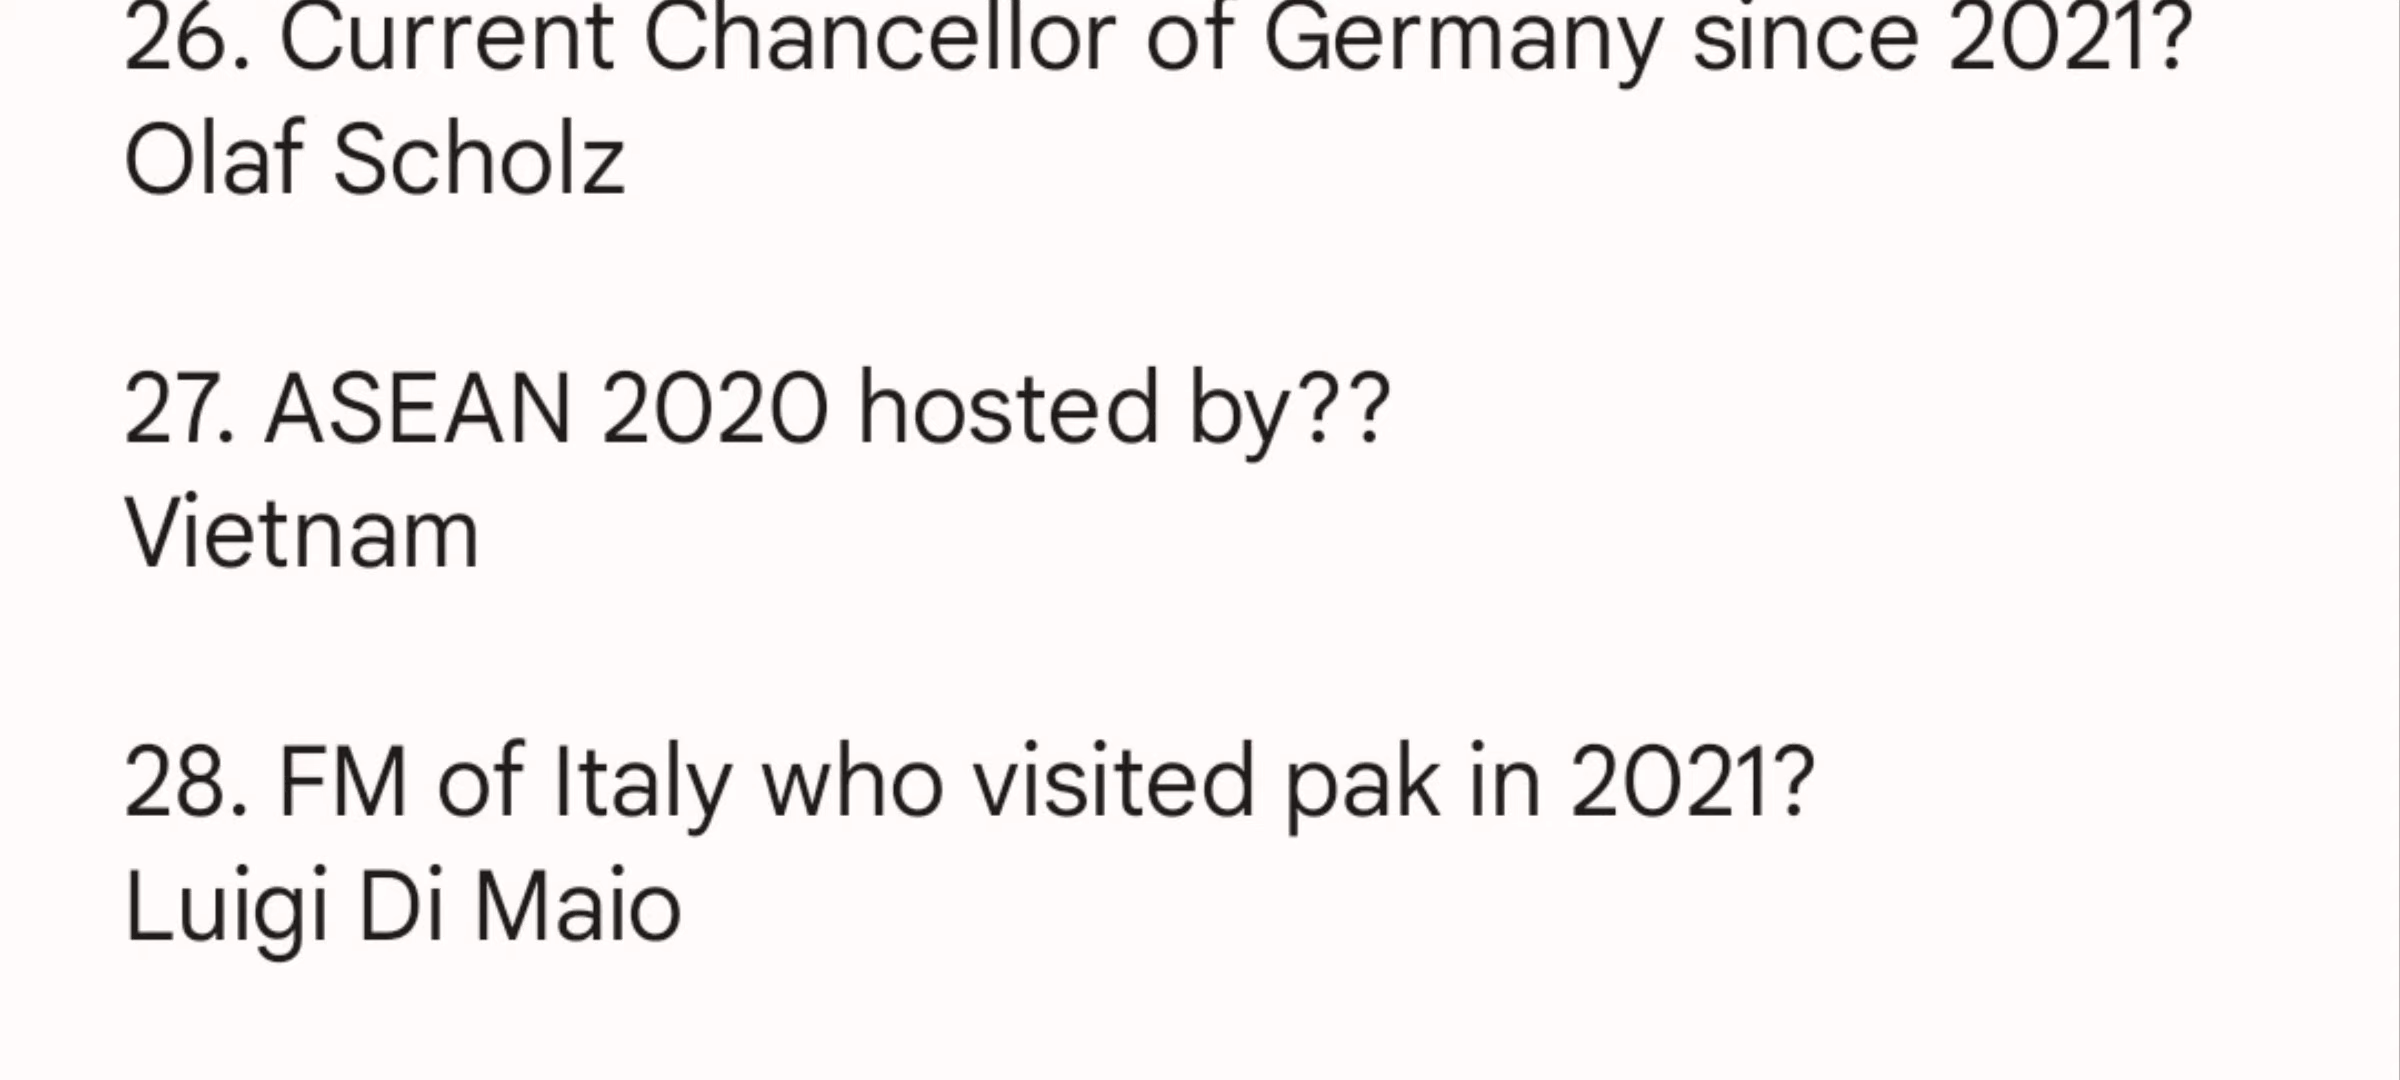 26. Current Chancellor of Germany since 2021?
Olaf Scholz
27. ASEAN 2020 hosted by??
Vietnam
28. FM of Italy who visited pak in 2021?
Luigi Di Maio